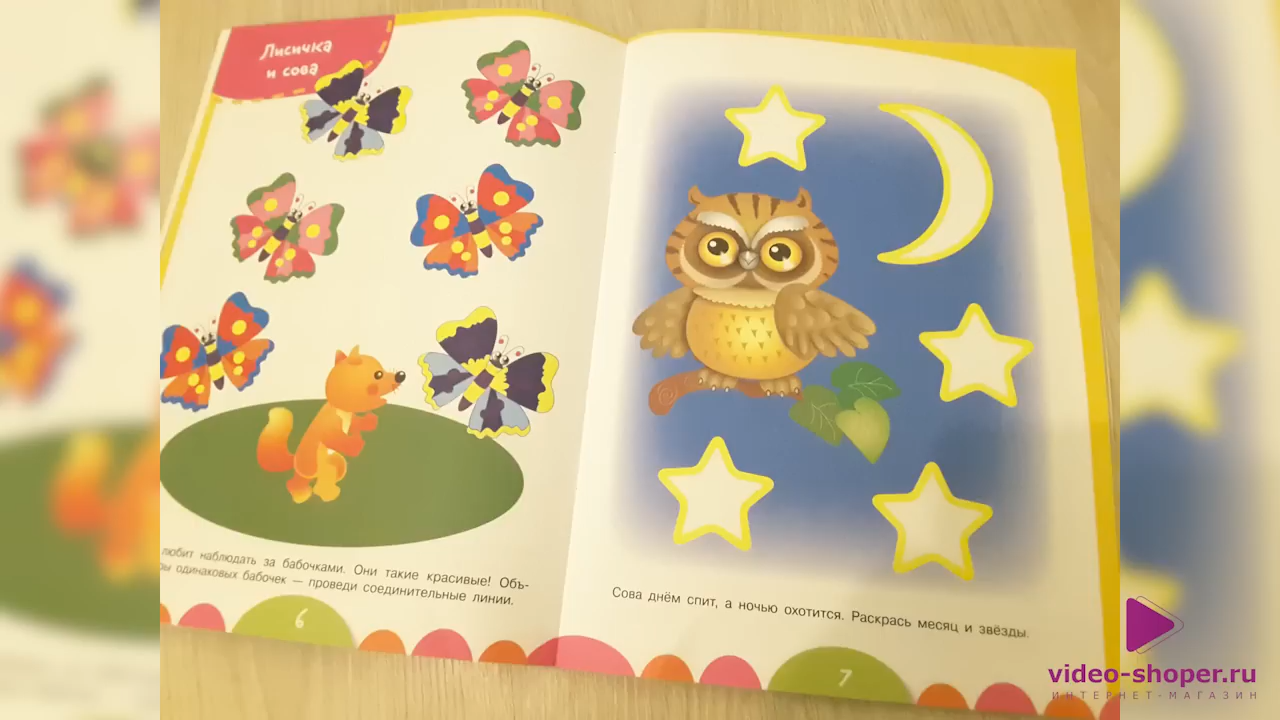 Лисичка
и сова
любит наблюдать за бабочками. Они такие красивые! Объ-
одинаковых бабочек — проведи соединительные линии.
6
Сова днём спит, а ночью охотится. Раскрась месяц и звёзды.
7
video-shoper.ru
ИНТЕРНЕТ-МАГАЗИН